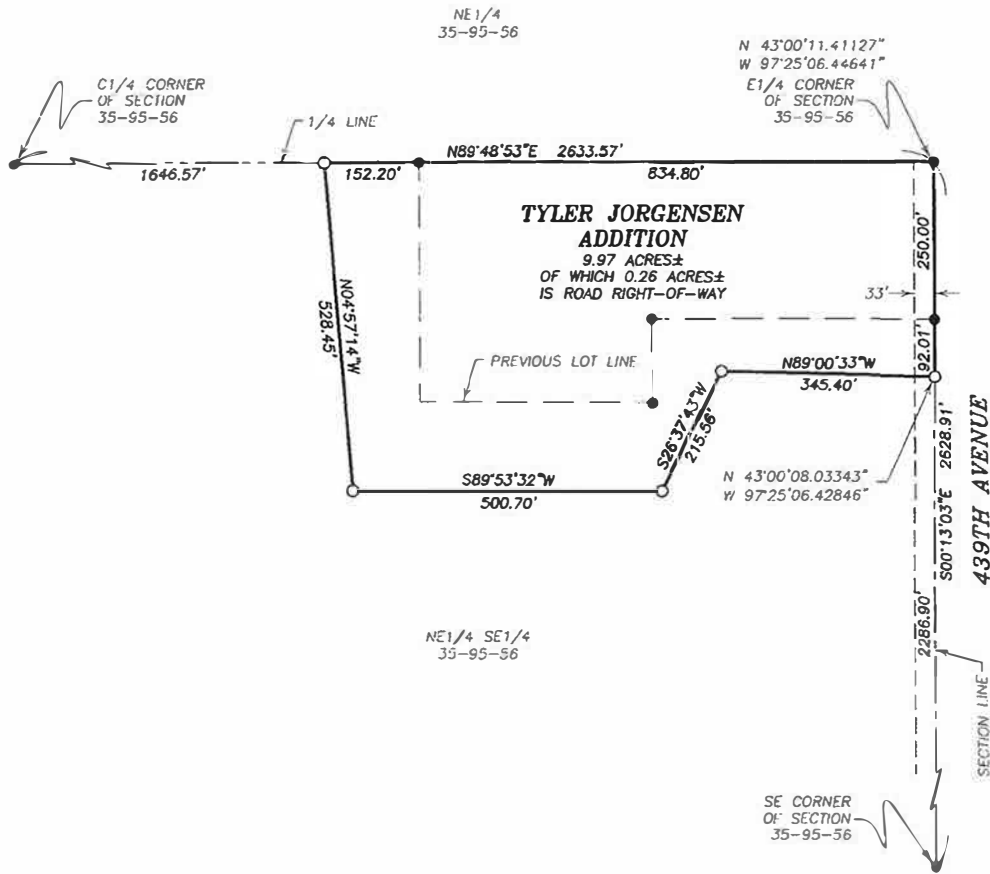 NE1/4
35-95-56
N 43°00'11.41127"
W 97°25'06.44641"
E1/4 CORNER
OF SECTION
35-95-56
C1/4 CORNER
OF SECTION
35-95-56
1/4 LINE
N89°48'53"E 2633.57'
1646.57'
152.20'
834.80'
TYLER JORGENSEN
ADDITION
9.97 ACRES±
OF WHICH 0.26 ACRES±
IS ROAD RIGHT-OF-WAY
250.00'
33'
N04°57'14"W
528.45'
PREVIOUS LOT LINE
92.01'
N89°00'33"W
345.40'
S26°37'43"W
215.56'
S89°53'32"W
500.70'
N 43°00'08.03343"
W 97°25'06.42846"
S00°13'03"E 2628.91'
439TH AVENUE
2286.90'
NE1/4 SE1/4
35-95-56
SECTION LINE
SE CORNER
OF SECTION
35-95-56